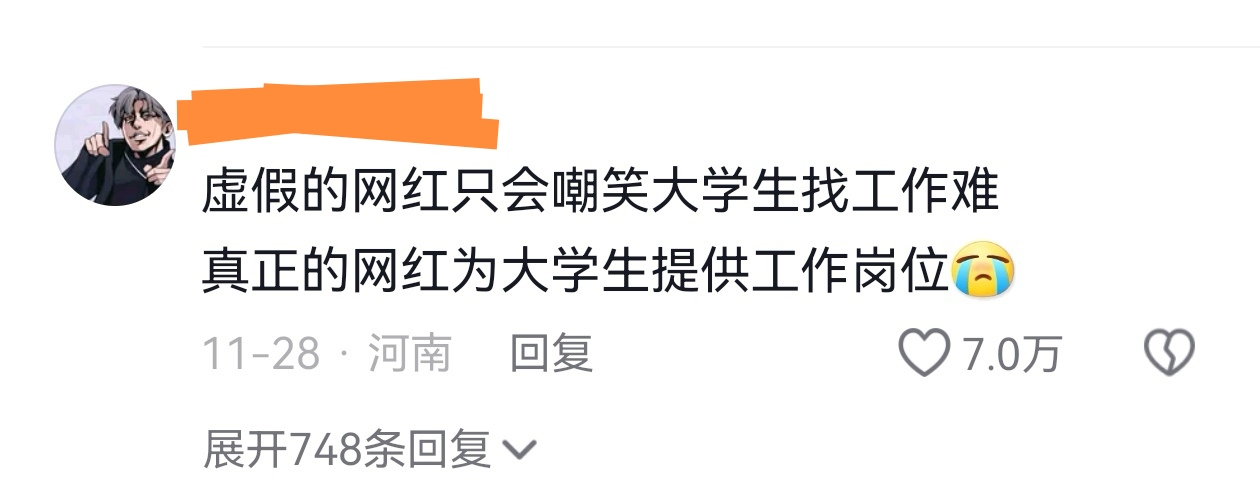 虚假的网红只会嘲笑大学生找工作难
真正的网红为大学生提供工作岗位😭
11-28 · 河南 回复 7.0万
展开748条回复